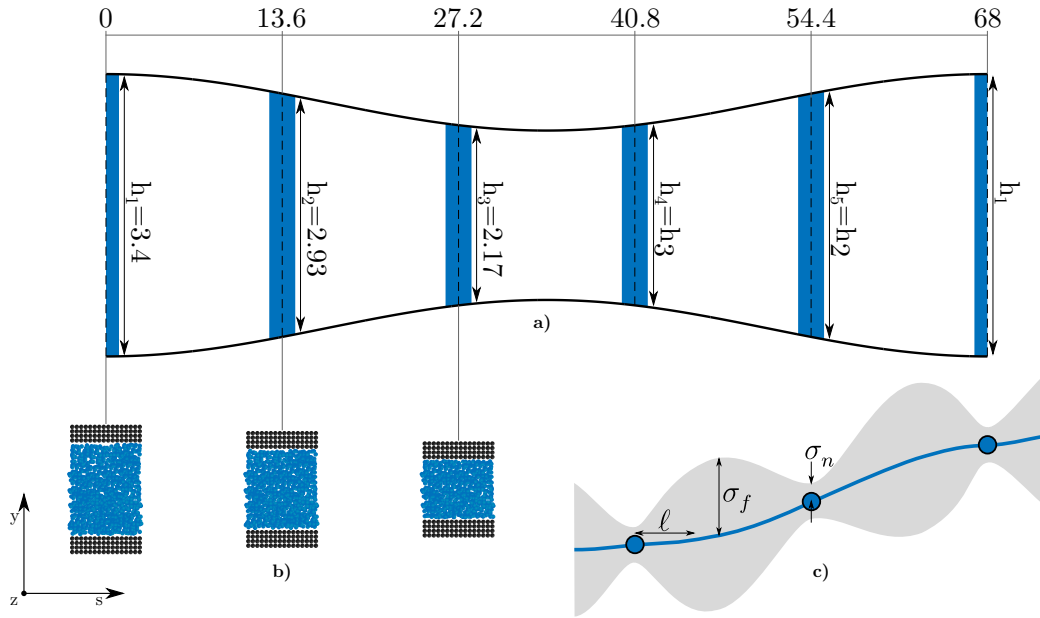 0 13.6 27.2 40.8 54.4 68
h₁=3.4
h₂=2.93
h₃=2.17
h₄=h3
h₅=h2
h₁
a)
σₙ
σ_f
ℓ
y
z s
b)
c)